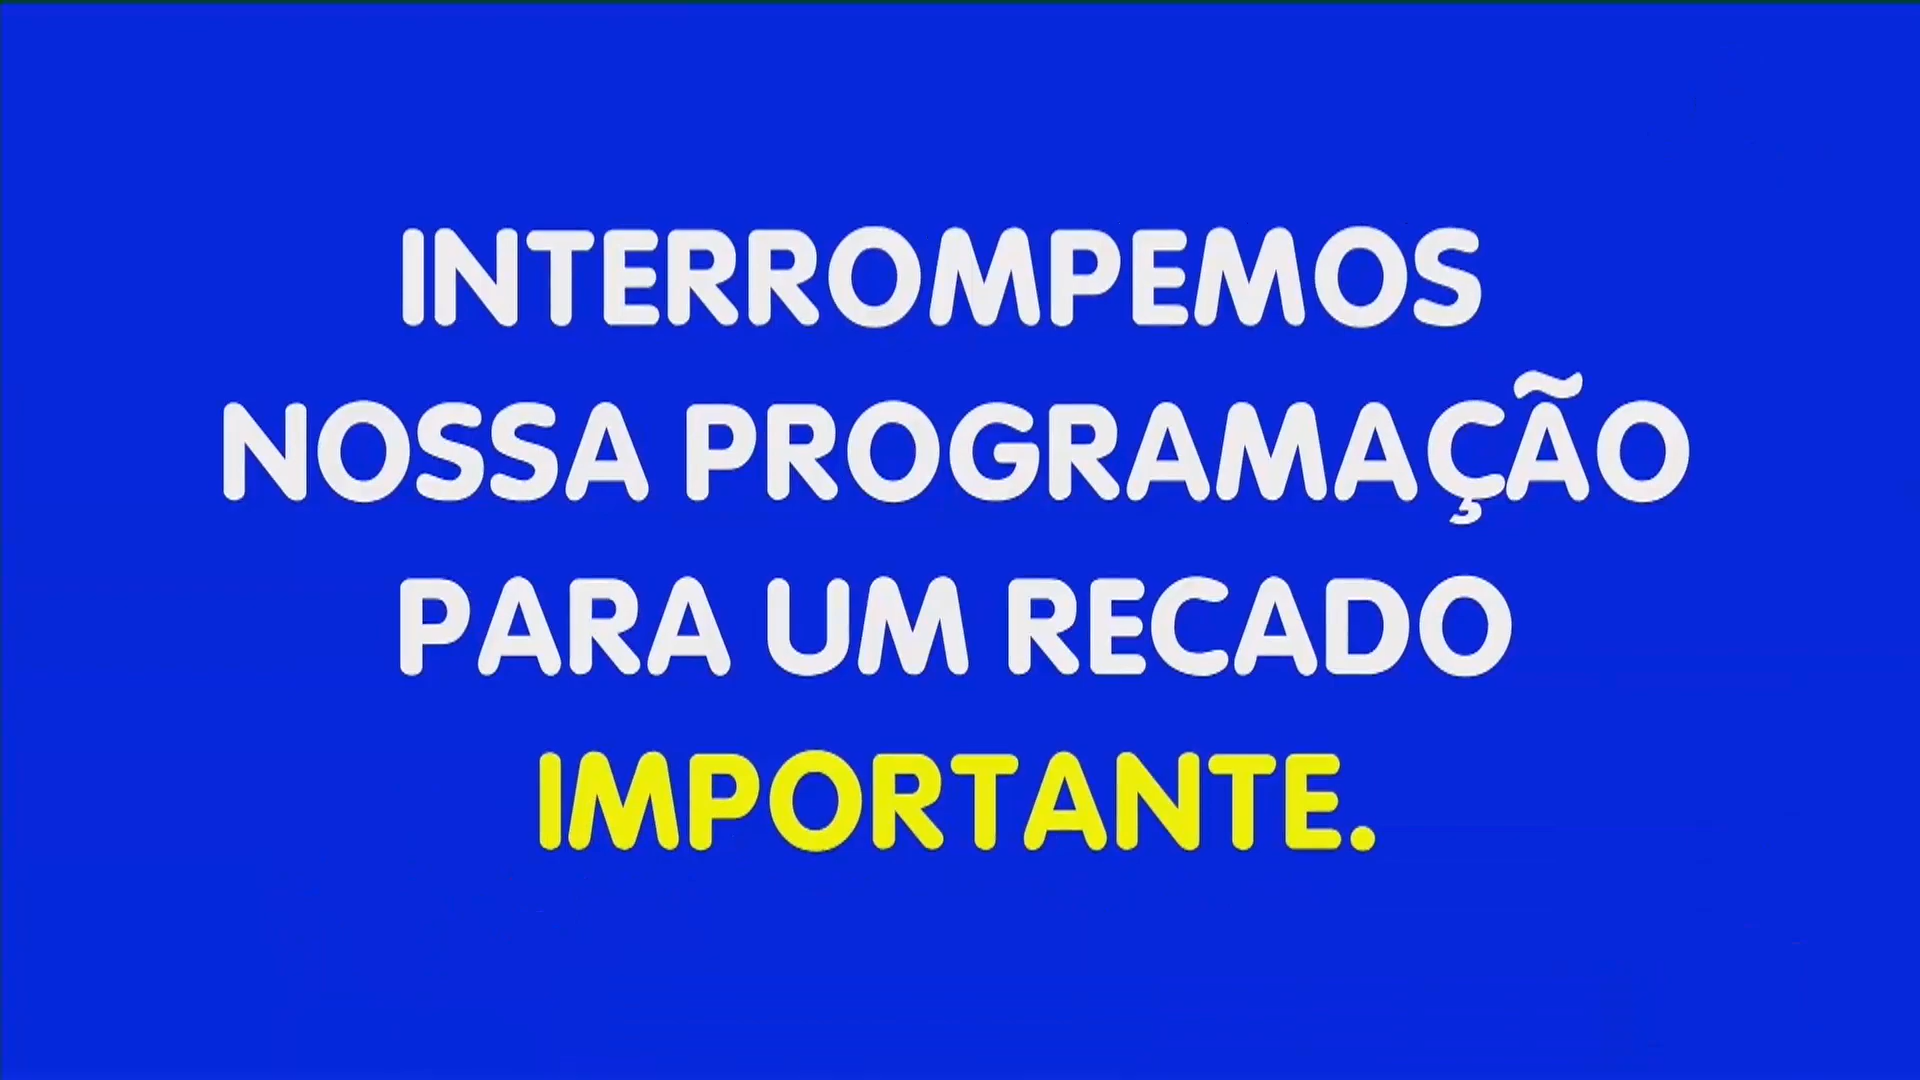 INTERROMPEMOS
NOSSA PROGRAMAÇÃO
PARA UM RECADO
IMPORTANTE.